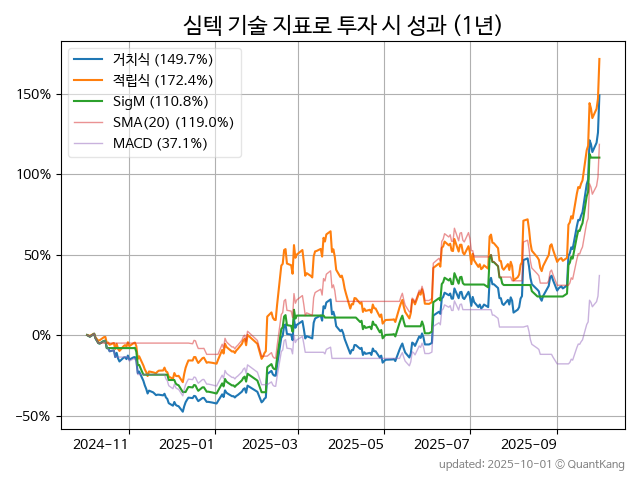 심텍 기술 지표로 투자 시 성과 (1년)
거치식 (149.7%)
적립식 (172.4%)
SigM (110.8%)
SMA(20) (119.0%)
MACD (37.1%)
150%
100%
50%
0%
−50%
2024-11 2025-01 2025-03 2025-05 2025-07 2025-09
updated: 2025-10-01 © QuantKang